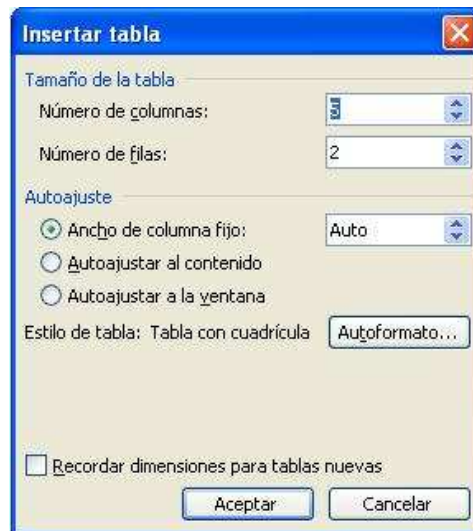 Insertar tabla
Tamaño de la tabla
Número de columnas: 5
Número de filas: 2
Autoajuste
Ancho de columna fijo: Auto
Autoajustar al contenido
Autoajustar a la ventana
Estilo de tabla: Tabla con cuadrícula Autoformato...
Recordar dimensiones para tablas nuevas
Aceptar Cancelar